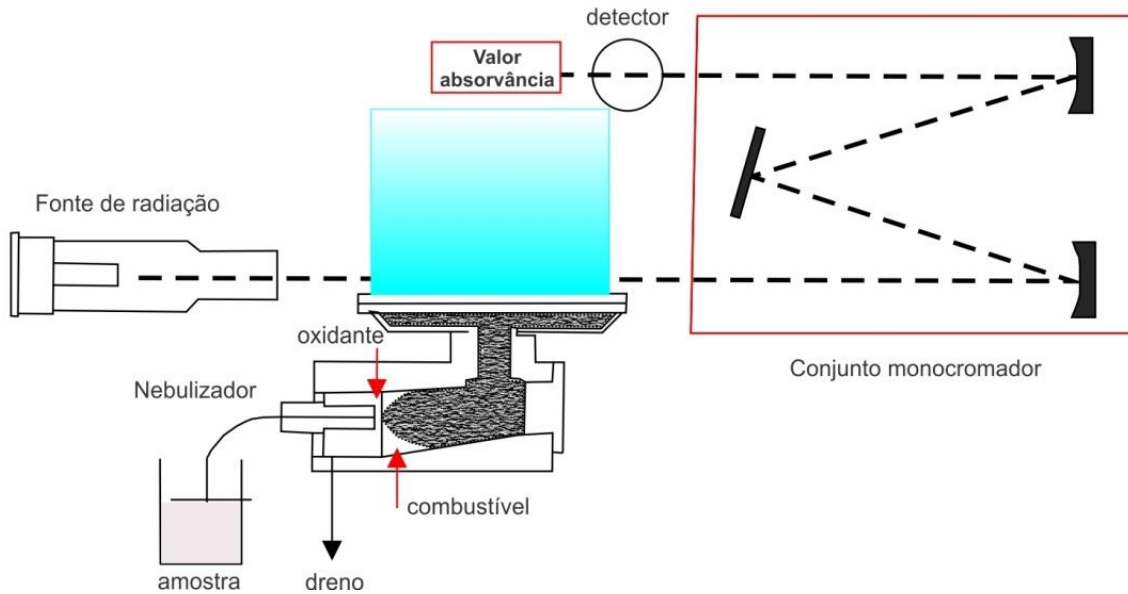 detector
Valor
absorvância
Fonte de radiação
oxidante
Nebulizador
Conjunto monocromador
combustível
amostra
dreno